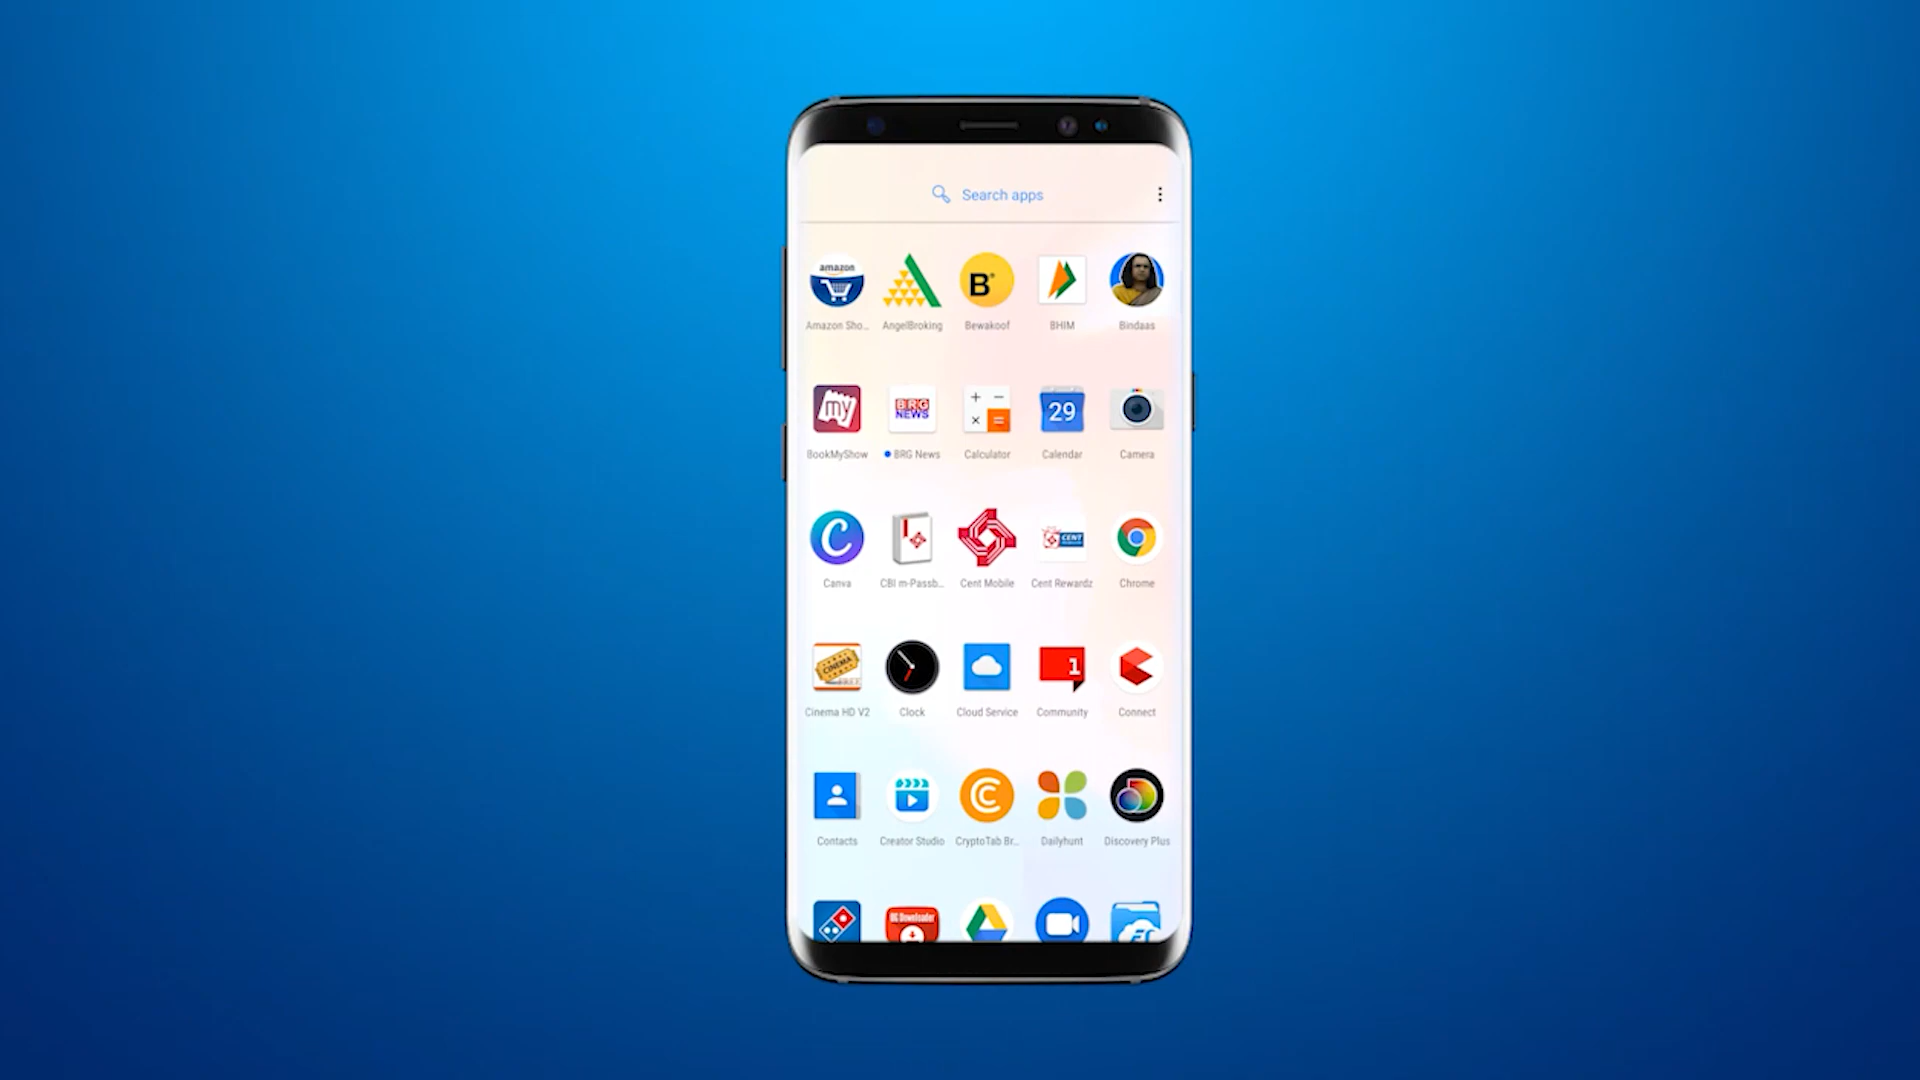 Search apps
amazon
B
Amazon Sho...
AngelBroking
Bewakoof
BHIM
Bindaas
my
BRG
NEWS
29
BookMyShow
BRG News
Calculator
Calendar
Camera
C
CENT
Canva
CBI m-Passb...
Cent Mobile
Cent Rewardz
Chrome
CINEMA
1
Cinema HD V2
Clock
Cloud Service
Community
Connect
Contacts
Creator Studio
CryptoTab Br...
Dailyhunt
Discovery Plus